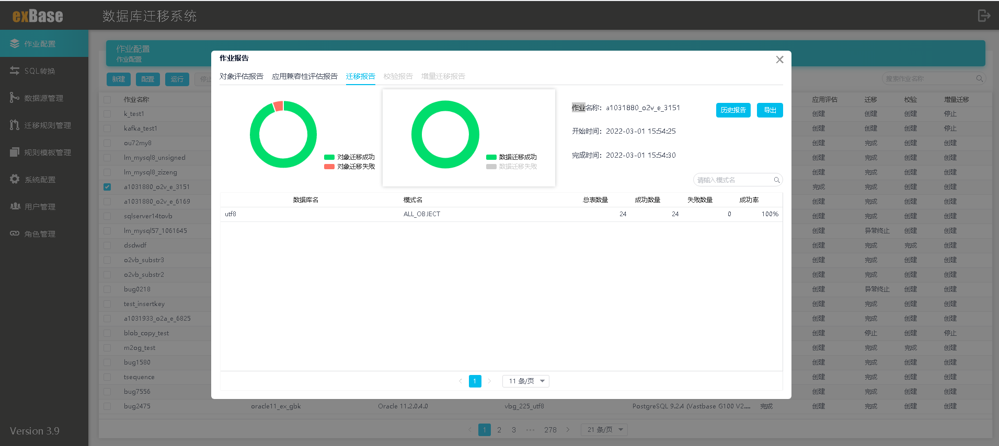 exBase 数据库迁移系统
作业配置
SQL转换
数据源管理
迁移规则管理
规则模板管理
系统配置
用户管理
角色管理
Version 3.9
作业配置
作业配置
新建 配置 运行 停止
搜索作业名称
作业名称 应用评估 迁移 校验 增量迁移
k_test1 创建 创建 创建 停止
kafka_test1 创建 创建 创建 停止
ou72my8 创建 完成 创建 创建
lm_mysql8_unsigned 创建 完成 创建 创建
lm_mysql8_zizeng 创建 完成 创建 创建
a1031880_o2v_e_3151 完成 完成 创建 创建
a1031880_o2v_e_6169 创建 完成 创建 创建
sqlserver14tovb 创建 完成 创建 创建
lm_mysql57_1061645 创建 异常终止 创建 创建
dsdwdf 创建 完成 完成 创建
o2vb_substr3 创建 完成 创建 创建
o2vb_substr2 创建 完成 创建 创建
bug0218 创建 异常终止 创建 创建
test_insertkey 创建 完成 创建 创建
a1031933_o2a_e_6825 创建 完成 创建 创建
blob_copy_test 创建 停止 创建 停止
m2og_test 创建 完成 完成 创建
bug1580 创建 完成 创建 创建
tsequence 创建 完成 创建 创建
bug7556 创建 完成 创建 创建
bug2475 oracle11_ex_gbk Oracle 11.2.0.4.0 vbg_225_utf8 PostgreSQL 9.2.4 (Vastbase G100 V2.... 完成 创建 完成 创建 创建
1 2 3 ··· 278 21 条/页
作业报告
对象评估报告 应用兼容性评估报告 迁移报告 校验报告 增量迁移报告
对象迁移成功
对象迁移失败
数据迁移成功
数据迁移失败
作业名称：a1031880_o2v_e_3151
历史报告 导出
开始时间：2022-03-01 15:54:25
完成时间：2022-03-01 15:54:30
请输入模式名
数据库名 模式名 总表数量 成功数量 失败数量 成功率
utf8 ALL_OBJECT 24 24 0 100%
1 11 条/页